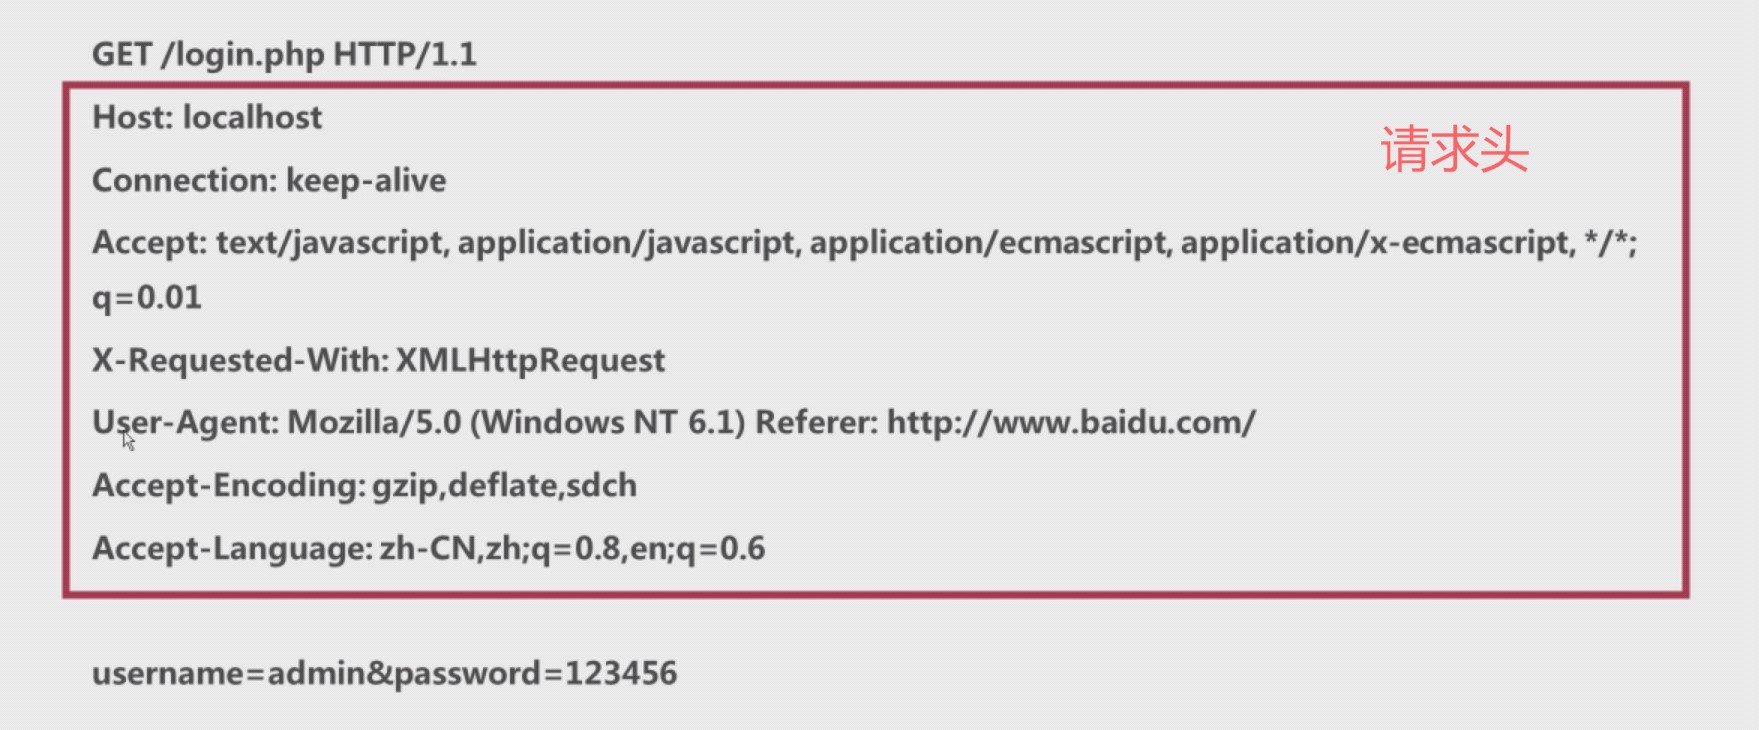 GET /login.php HTTP/1.1
Host: localhost
请求头
Connection: keep-alive
Accept: text/javascript, application/javascript, application/ecmascript, application/x-ecmascript, */*;
q=0.01
X-Requested-With: XMLHttpRequest
User-Agent: Mozilla/5.0 (Windows NT 6.1) Referer: http://www.baidu.com/
Accept-Encoding: gzip,deflate,sdch
Accept-Language: zh-CN,zh;q=0.8,en;q=0.6
username=admin&password=123456